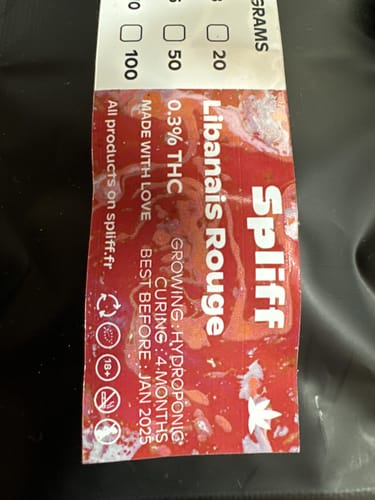 GRAMS
20
50
0 100
Spliff
Libanais Rouge
0.3% THC
MADE WITH LOVE
GROWING : HYDROPONIC
CURING : 4 MONTHS
BEST BEFORE : JAN 2025
All products on spliff.fr
18+